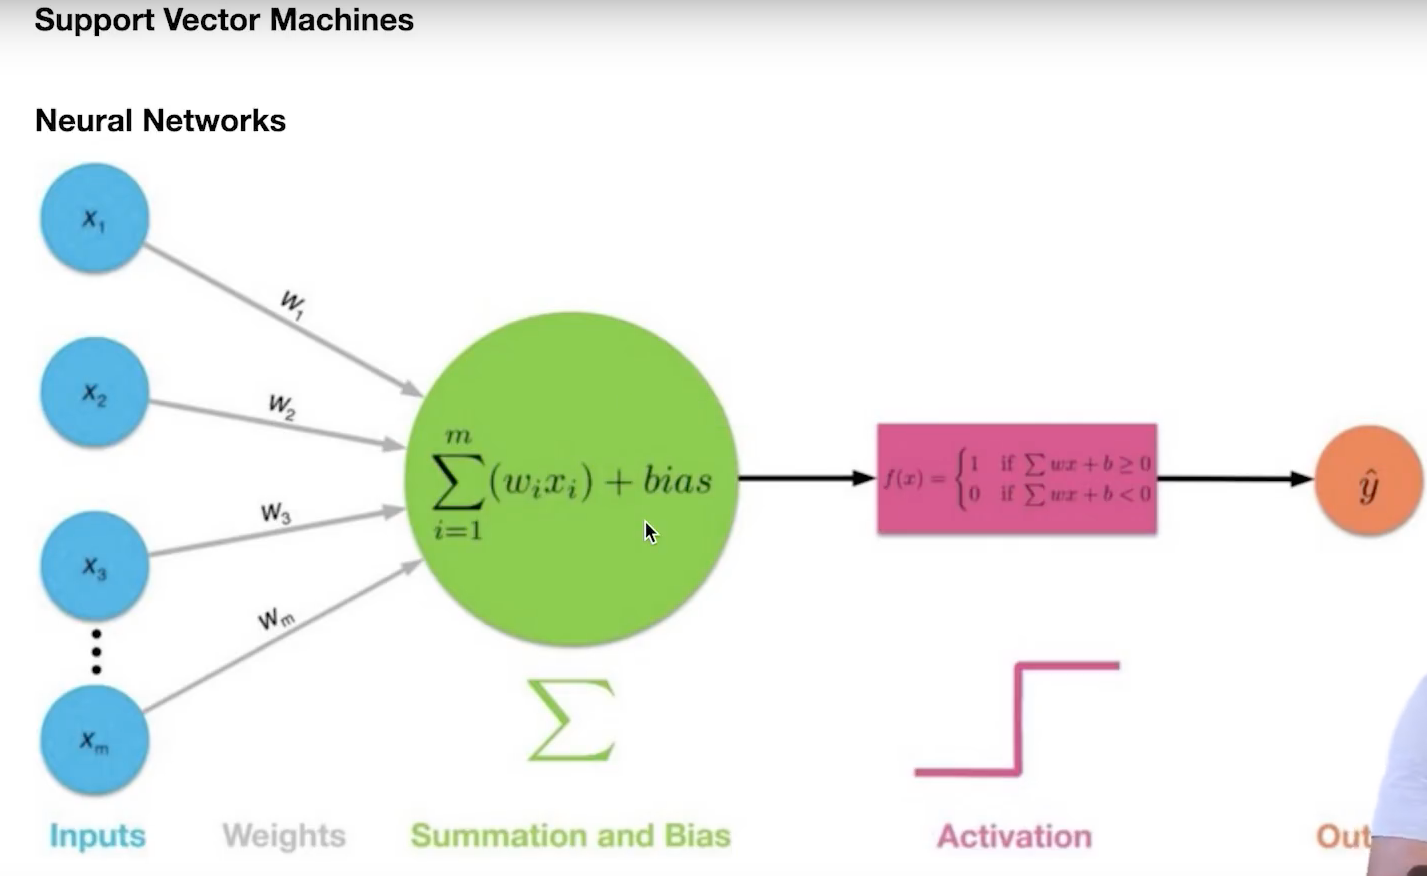 Support Vector Machines
Neural Networks
x₁
w₁
x₂
w₂
x₃
w₃
xₘ
wₘ
m
∑(wᵢxᵢ) + bias
i=1
f(x) = {1 if ∑ wx + b ≥ 0
0 if ∑ wx + b < 0
ŷ
∑
Inputs
Weights
Summation and Bias
Activation
Out